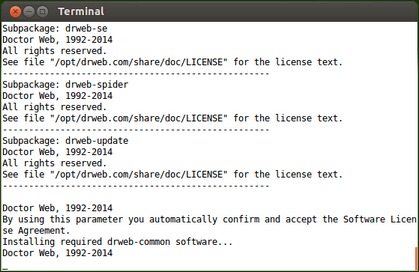 Terminal
Subpackage: drweb-se
Doctor Web, 1992-2014
All rights reserved.
See file "/opt/drweb.com/share/doc/LICENSE" for the license text.
---------------------------------------------------
Subpackage: drweb-spider
Doctor Web, 1992-2014
All rights reserved.
See file "/opt/drweb.com/share/doc/LICENSE" for the license text.
---------------------------------------------------
Subpackage: drweb-update
Doctor Web, 1992-2014
All rights reserved.
See file "/opt/drweb.com/share/doc/LICENSE" for the license text.
---------------------------------------------------
Doctor Web, 1992-2014
By using this parameter you automatically confirm and accept the Software Licen
se Agreement.
Installing required drweb-common software...
Doctor Web, 1992-2014
_